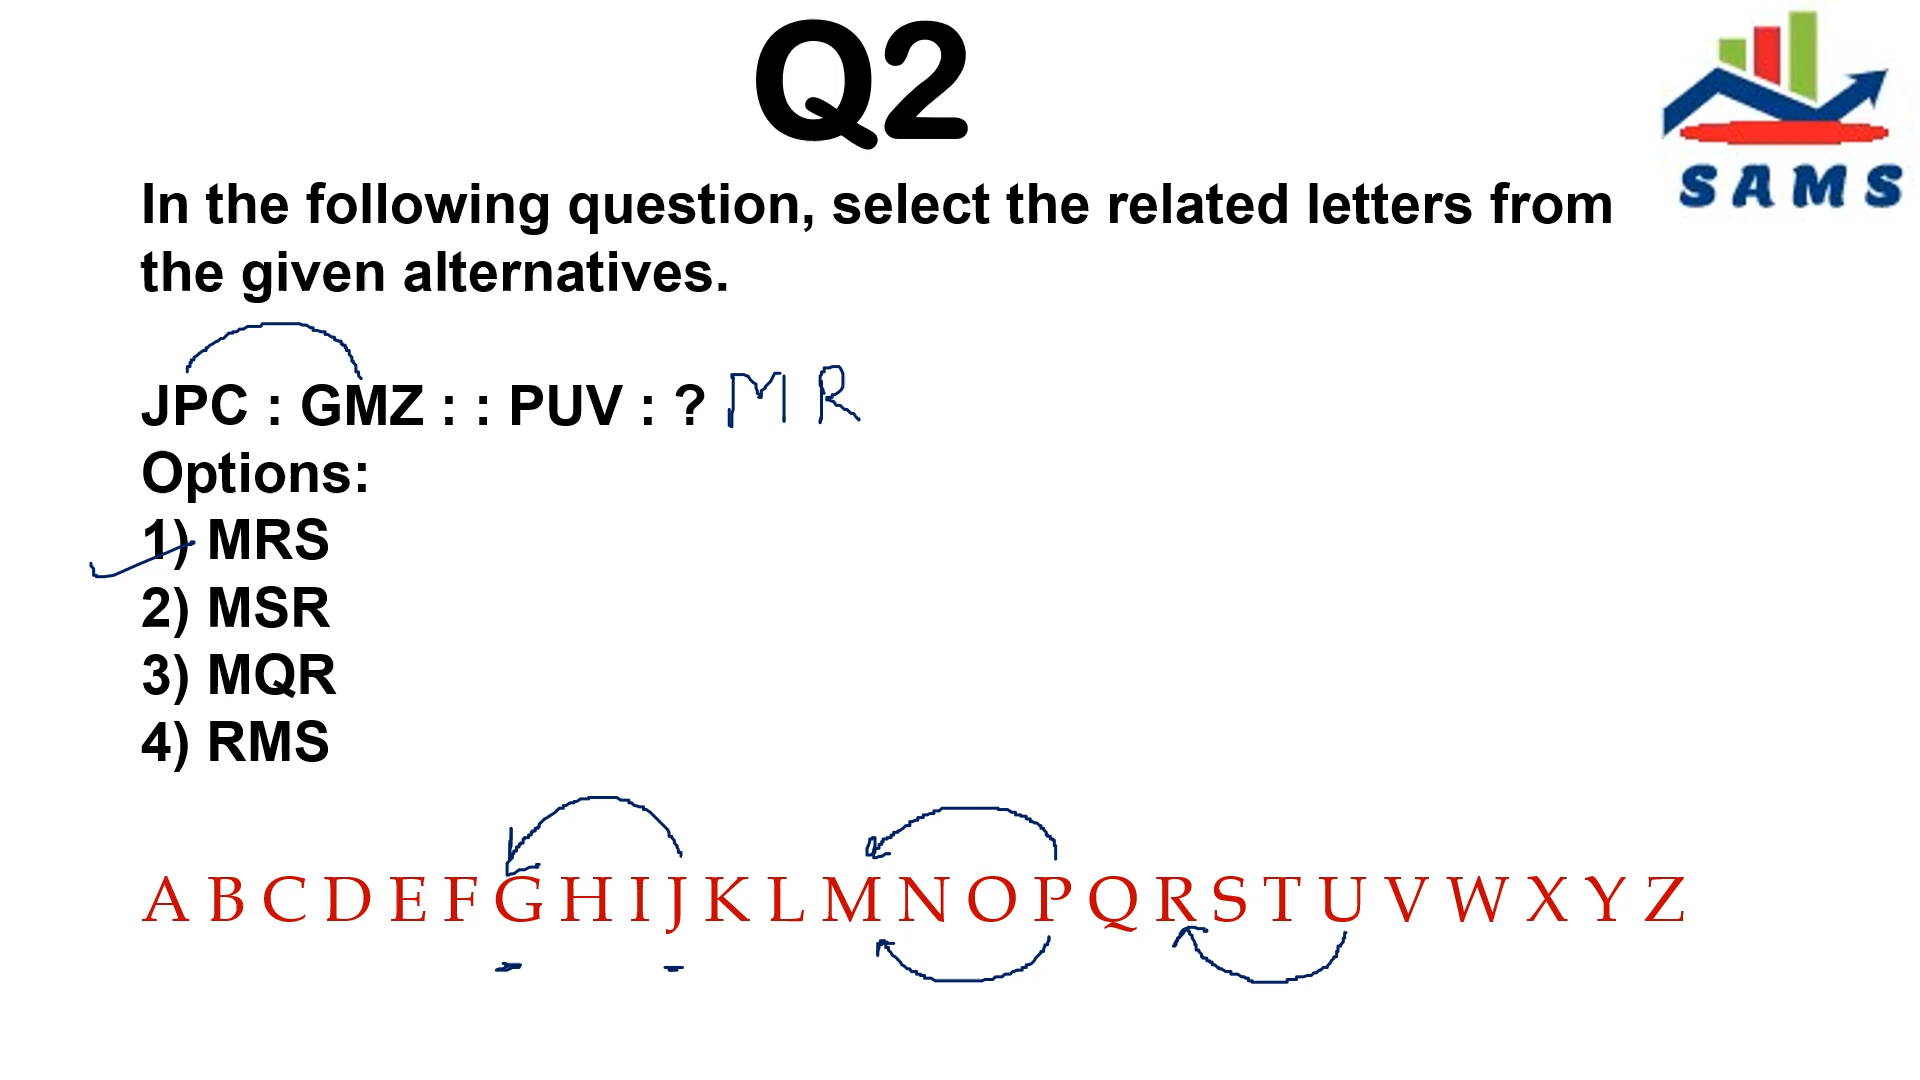 Q2
SAMS
In the following question, select the related letters from
the given alternatives.
JPC : GMZ : : PUV : ? M R
Options:
1) MRS
2) MSR
3) MQR
4) RMS
A B C D E F G H I J K L M N O P Q R S T U V W X Y Z